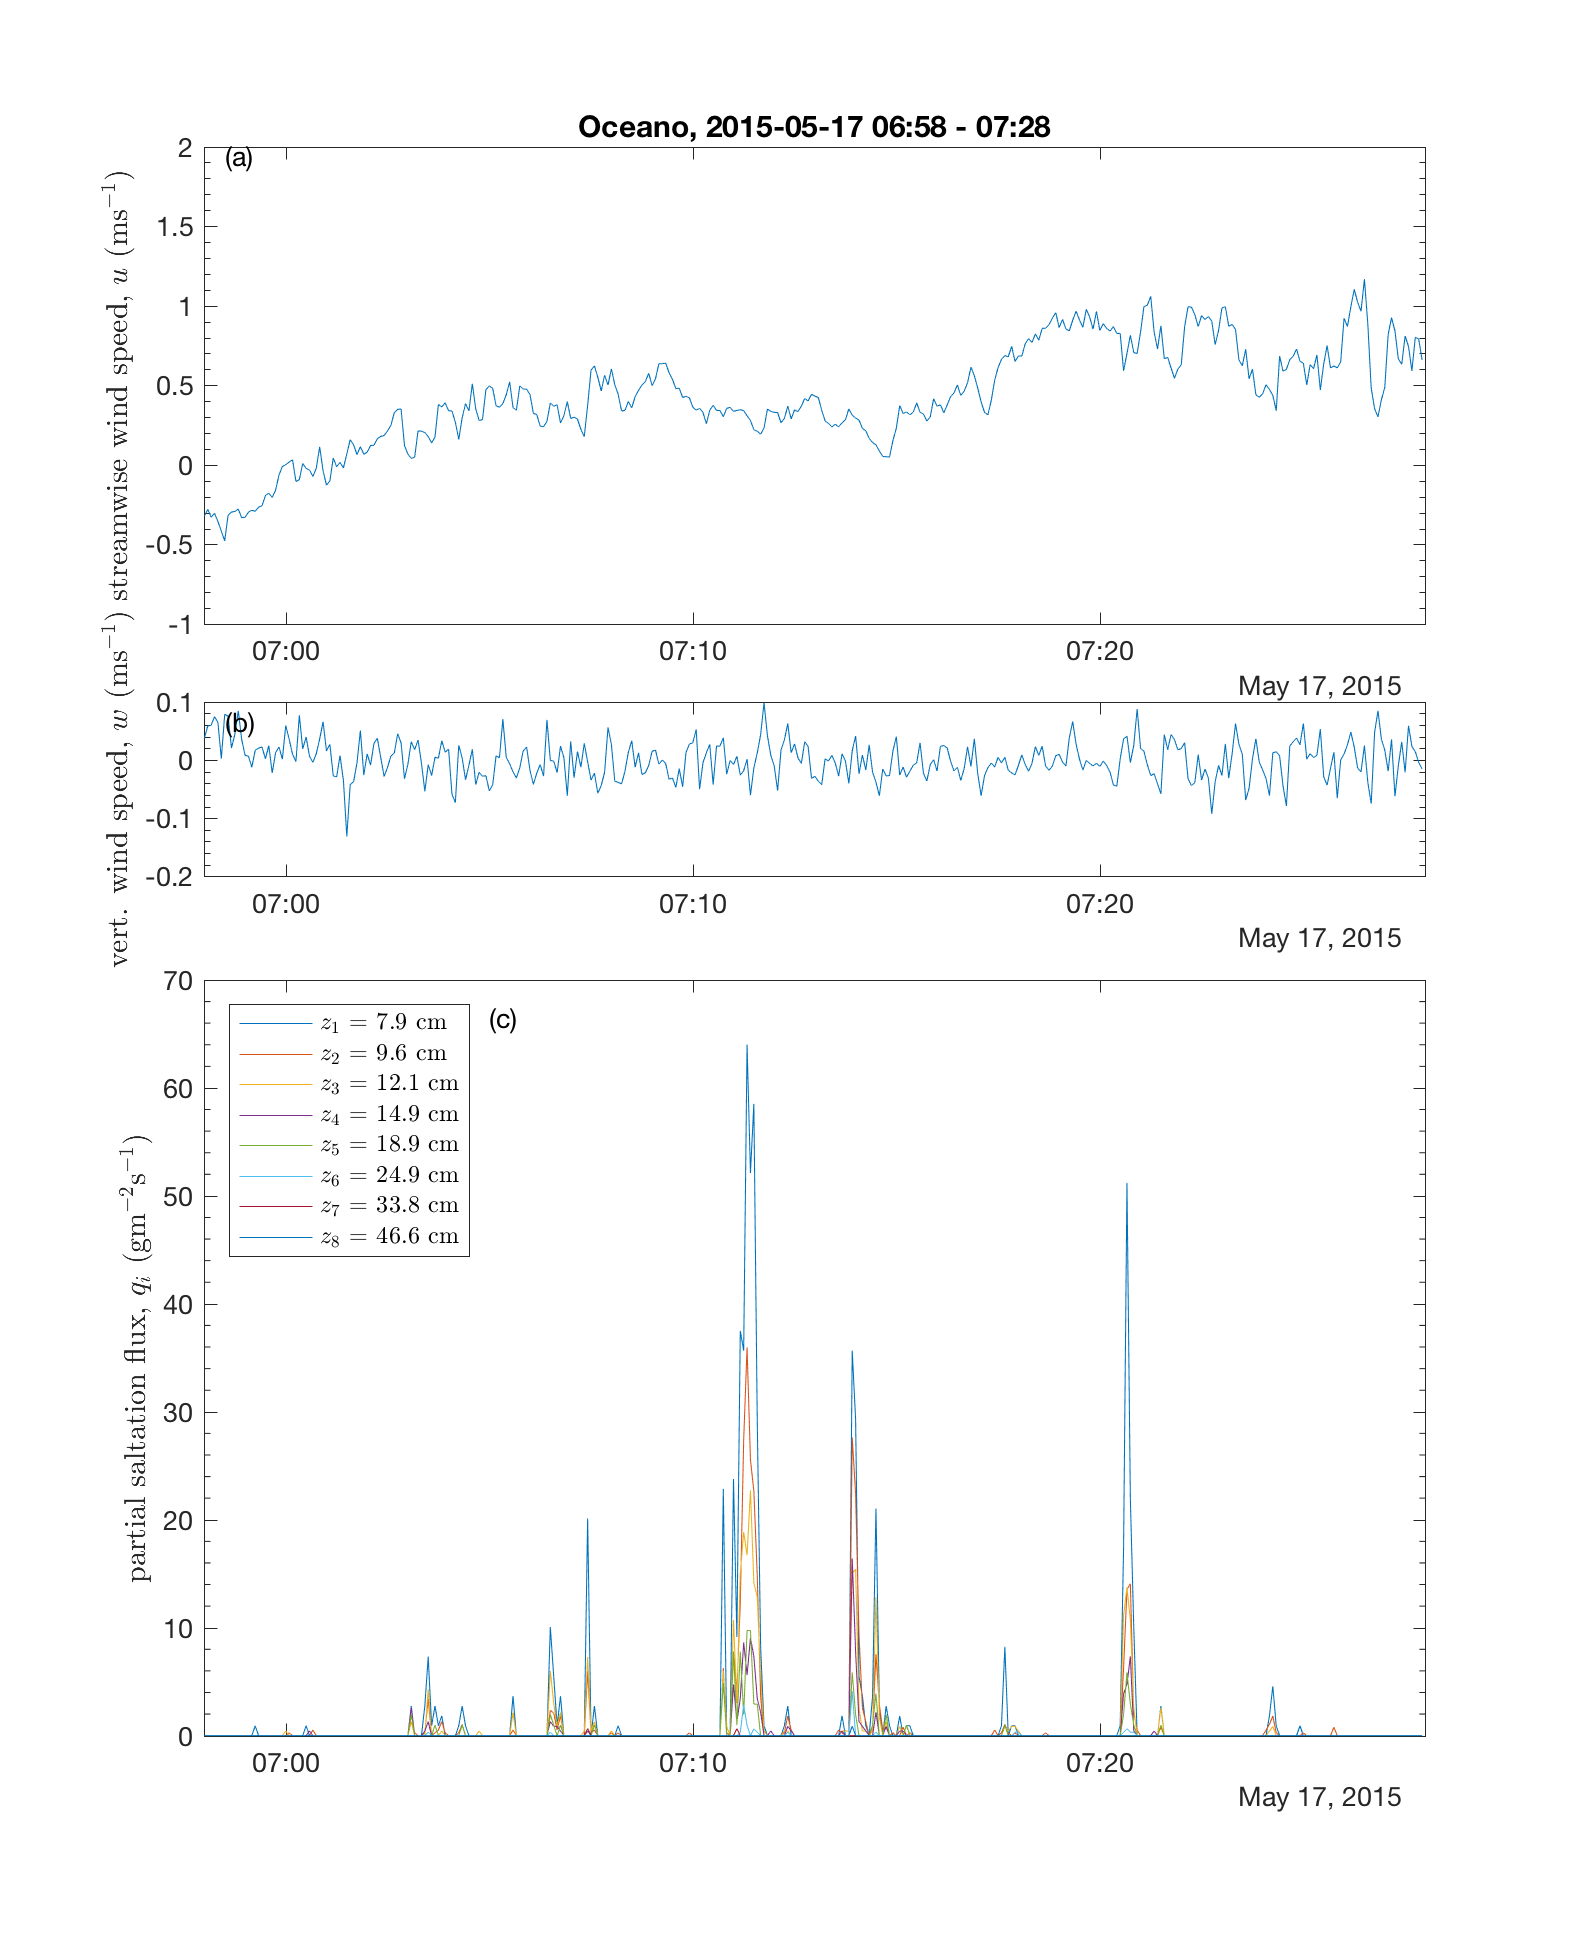 Oceano, 2015-05-17 06:58 - 07:28
(a)
streamwise wind speed, u (ms⁻¹)
2
1.5
1
0.5
0
-0.5
-1
07:00 07:10 07:20
May 17, 2015
(b)
vert. wind speed, w (ms⁻¹)
0.1
0
-0.1
-0.2
07:00 07:10 07:20
May 17, 2015
(c)
partial saltation flux, qᵢ (gm⁻²s⁻¹)
70
60
50
40
30
20
10
0
z₁ = 7.9 cm
z₂ = 9.6 cm
z₃ = 12.1 cm
z₄ = 14.9 cm
z₅ = 18.9 cm
z₆ = 24.9 cm
z₇ = 33.8 cm
z₈ = 46.6 cm
07:00 07:10 07:20
May 17, 2015